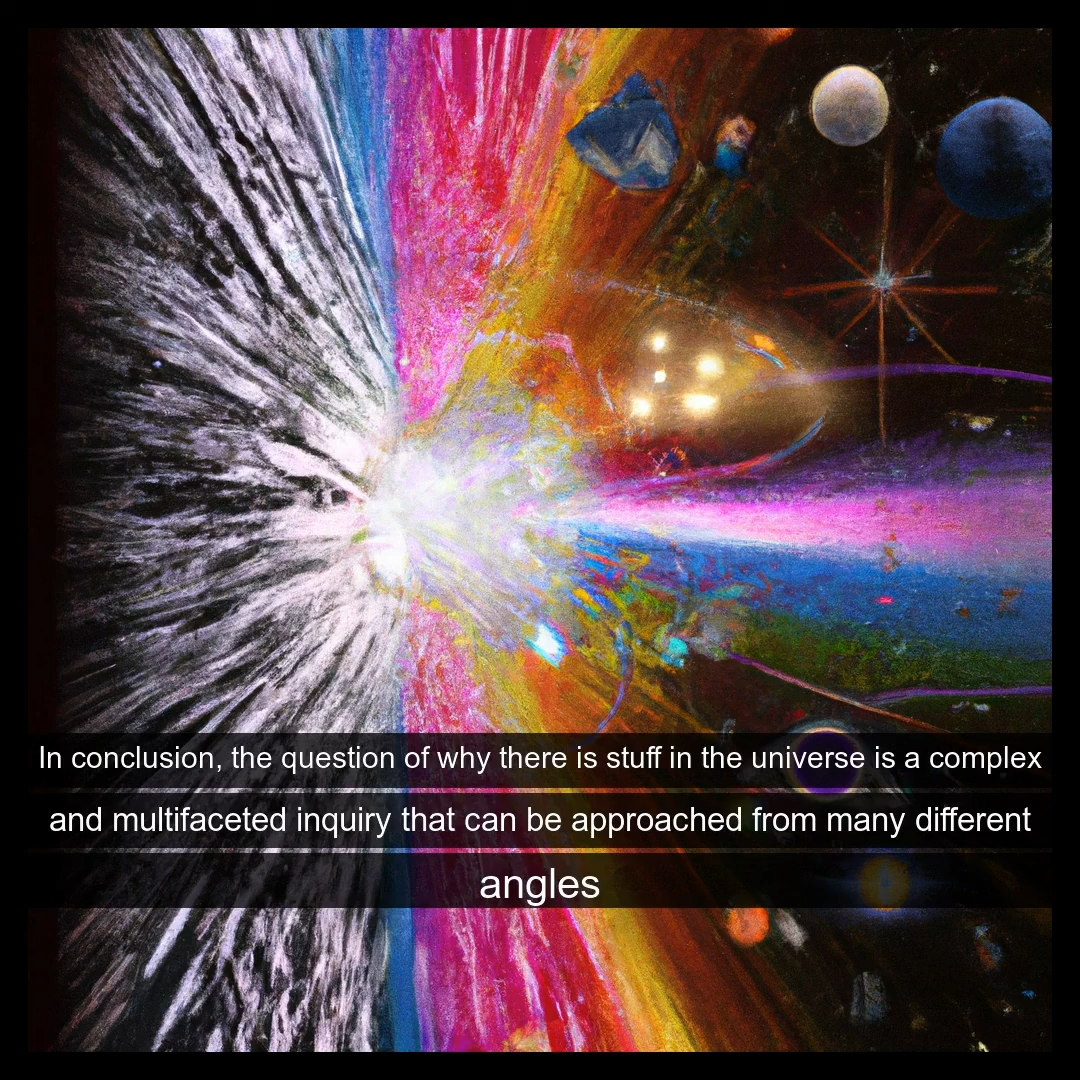 In conclusion, the question of why there is stuff in the universe is a complex
and multifaceted inquiry that can be approached from many different
angles